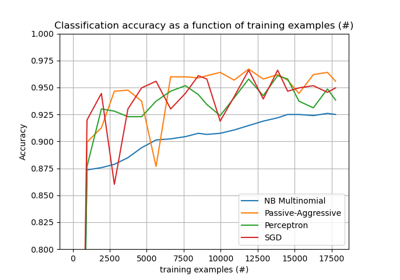 Classification accuracy as a function of training examples (#)
1.000
0.975
0.950
0.925
0.900
0.875
0.850
0.825
0.800
Accuracy
0 2500 5000 7500 10000 12500 15000 17500
training examples (#)
NB Multinomial
Passive-Aggressive
Perceptron
SGD